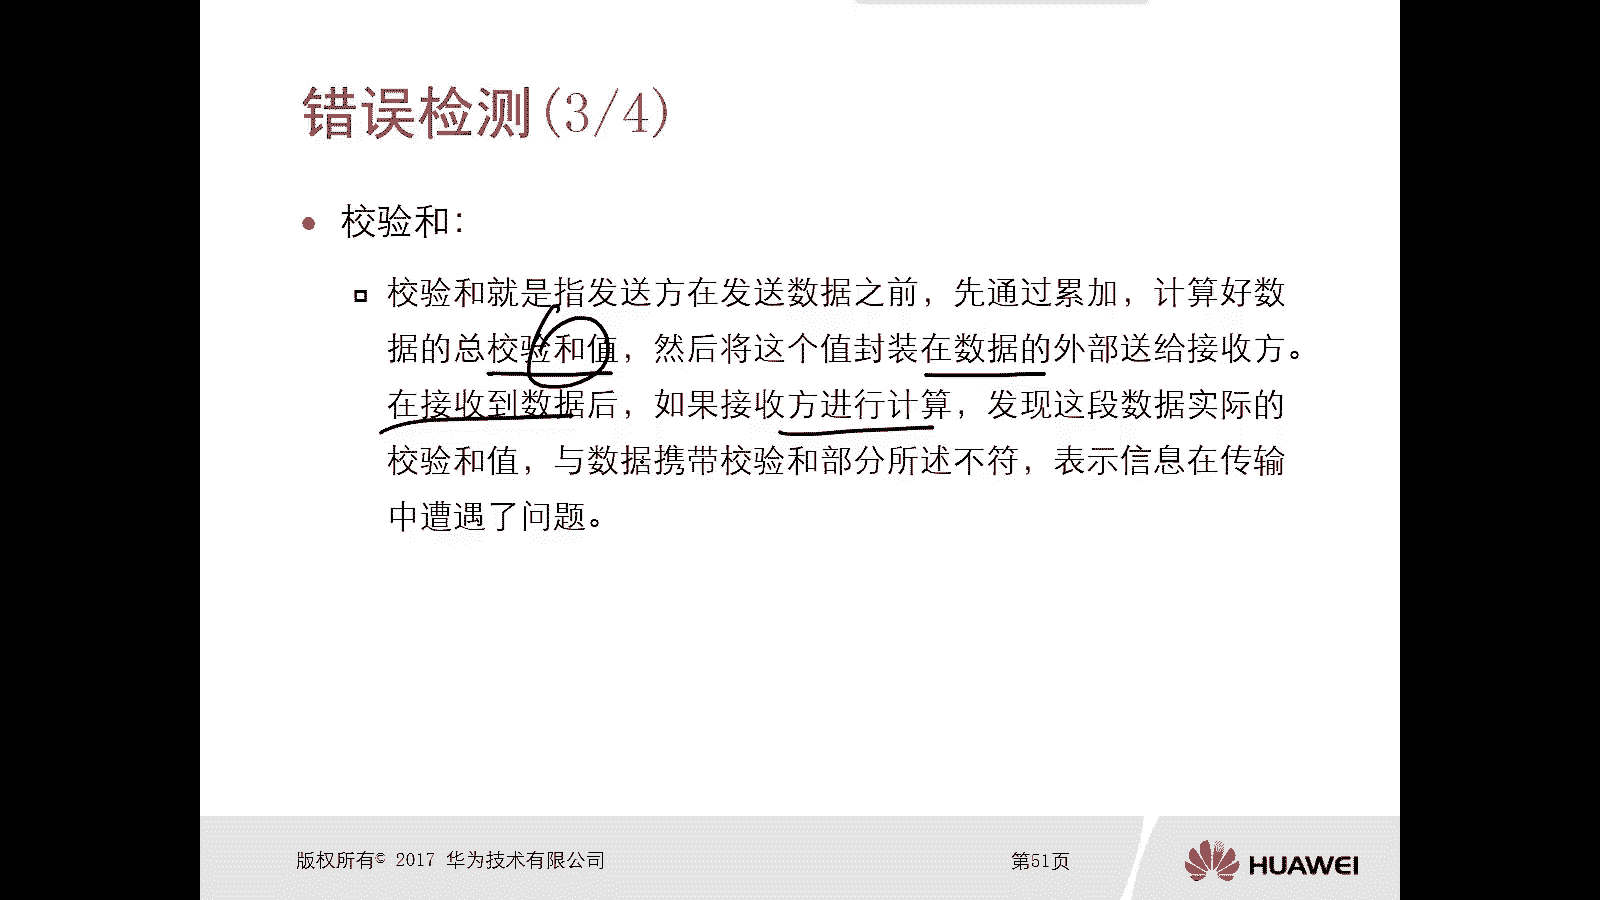 错误检测(3/4)
校验和：
校验和就是指发送方在发送数据之前，先通过累加，计算好数
据的总校验和值，然后将这个值封装在数据的外部送给接收方。
在接收到数据后，如果接收方进行计算，发现这段数据实际的
校验和值，与数据携带校验和部分所述不符，表示信息在传输
中遭遇了问题。
版权所有© 2017 华为技术有限公司
第51页
HUAWEI